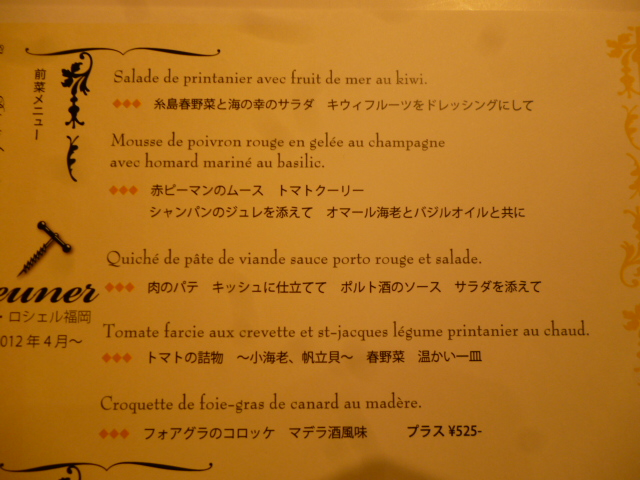 前菜メニュー
Salade de printanier avec fruit de mer au kiwi.
糸島春野菜と海の幸のサラダ　キウィフルーツをドレッシングにして
Mousse de poivron rouge en gelée au champagne
avec homard mariné au basilic.
赤ピーマンのムース　トマトクーリー
シャンパンのジュレを添えて　オマール海老とバジルオイルと共に
Quiché de pâte de viande sauce porto rouge et salade.
肉のパテ　キッシュに仕立てて　ポルト酒のソース　サラダを添えて
Tomate farcie aux crevette et st-jacques légume printanier au chaud.
トマトの詰物　～小海老、帆立貝～　春野菜　温かい一皿
Croquette de foie-gras de canard au madère.
フォアグラのコロッケ　マデラ酒風味　プラス ¥525-
euner
・ロシェル福岡
012年4月～